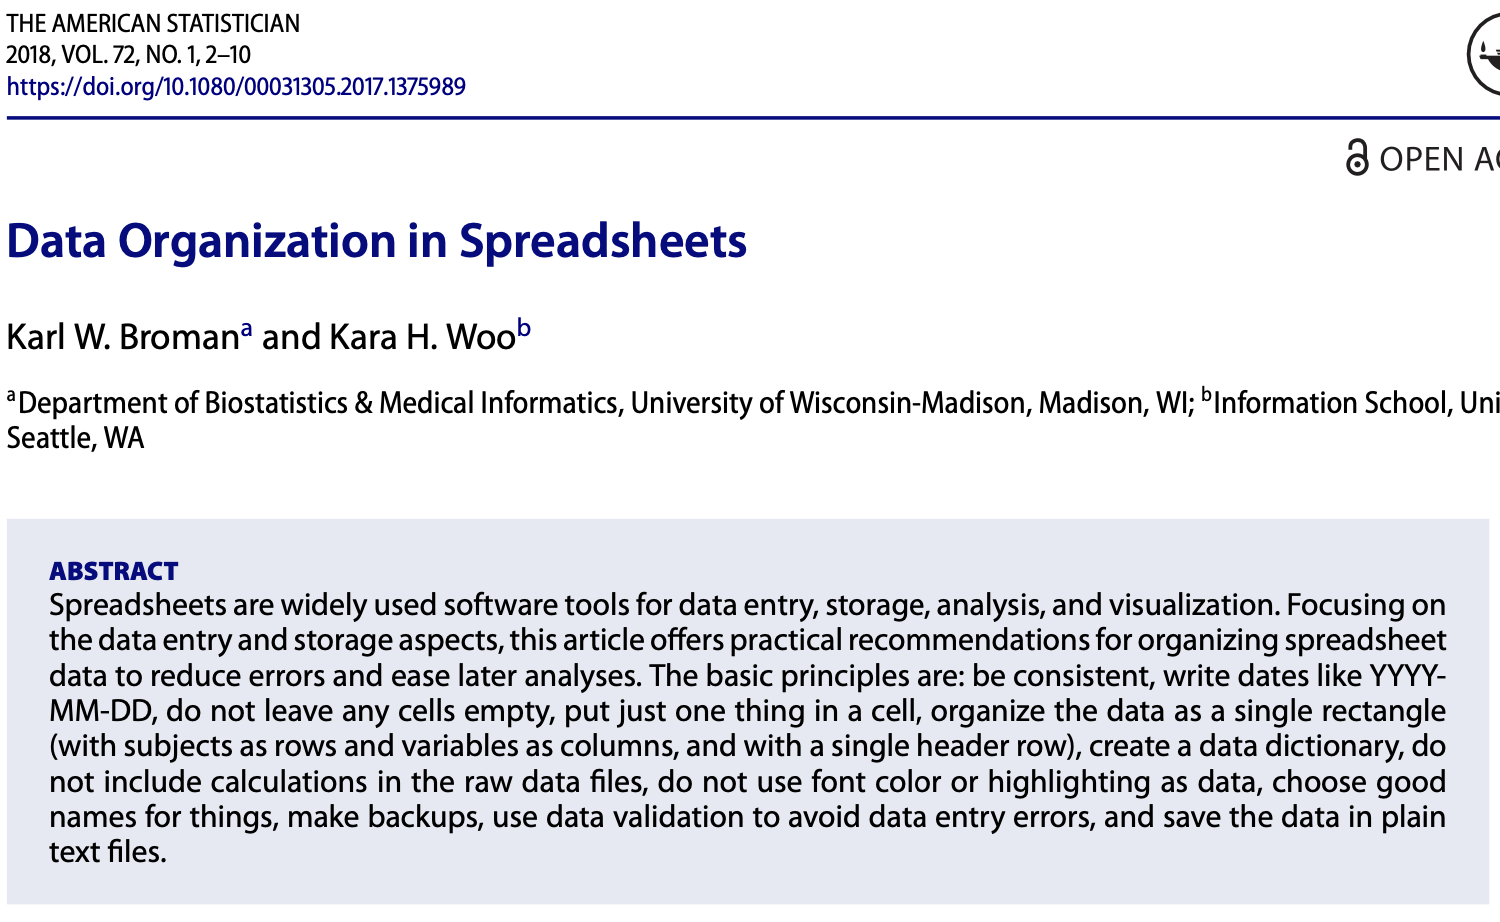 THE AMERICAN STATISTICIAN
2018, VOL. 72, NO. 1, 2–10
https://doi.org/10.1080/00031305.2017.1375989
OPEN
Data Organization in Spreadsheets
Karl W. Broman^a and Kara H. Woo^b
^a Department of Biostatistics & Medical Informatics, University of Wisconsin-Madison, Madison, WI; ^b Information School,
Seattle, WA
ABSTRACT
Spreadsheets are widely used software tools for data entry, storage, analysis, and visualization. Focusing on
the data entry and storage aspects, this article offers practical recommendations for organizing spreadsheet
data to reduce errors and ease later analyses. The basic principles are: be consistent, write dates like YYYY-
MM-DD, do not leave any cells empty, put just one thing in a cell, organize the data as a single rectangle
(with subjects as rows and variables as columns, and with a single header row), create a data dictionary, do
not include calculations in the raw data files, do not use font color or highlighting as data, choose good
names for things, make backups, use data validation to avoid data entry errors, and save the data in plain
text files.